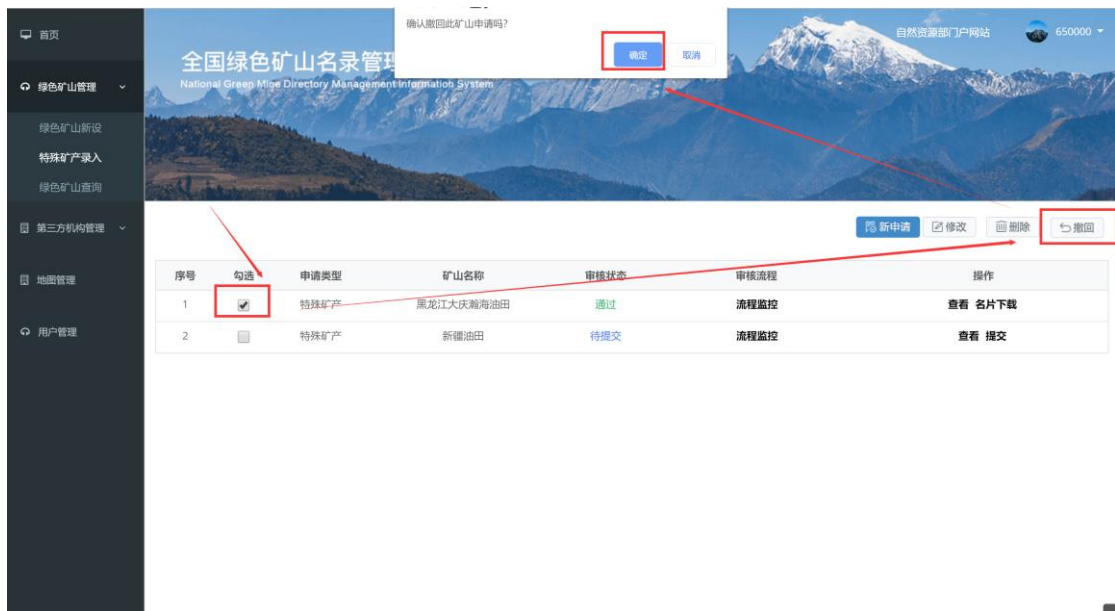 首页
绿色矿山管理
绿色矿山新设
特殊矿产录入
绿色矿山查询
第三方机构管理
地图管理
用户管理
全国绿色矿山名录管
National Green Mine Directory Management Information System
确认撤回此矿山申请吗?
确定 取消
自然资源部门户网站 650000
新申请 修改 删除 撤回
序号 勾选 申请类型 矿山名称 审核状态 审核流程 操作
1 特殊矿产 黑龙江大庆瀚海油田 通过 流程监控 查看 名片下载
2 特殊矿产 新疆油田 待提交 流程监控 查看 提交